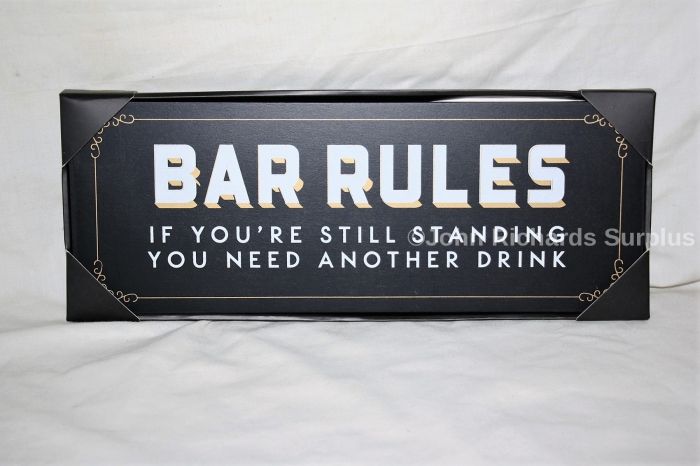 BAR RULES
IF YOU'RE STILL STANDING
©John Richards Surplus
YOU NEED ANOTHER DRINK